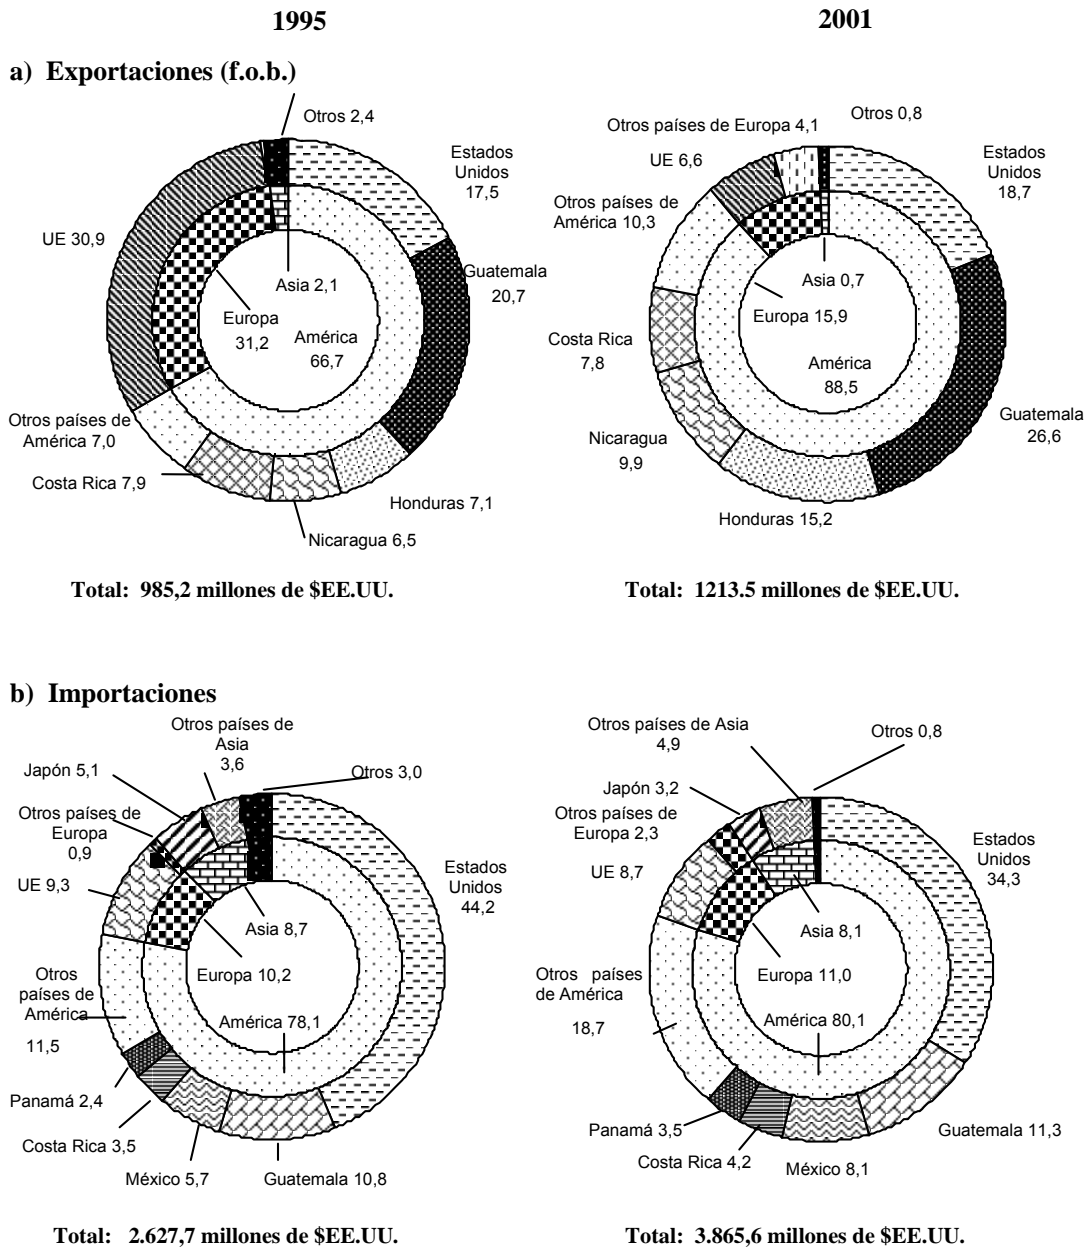 1995
2001
a) Exportaciones (f.o.b.)
Otros 2,4
Estados
Unidos
17,5
UE 30,9
Guatemala
20,7
Asia 2,1
Europa
31,2
América
66,7
Otros países de
América 7,0
Costa Rica 7,9
Honduras 7,1
Nicaragua 6,5
Total: 985,2 millones de $EE.UU.
Otros países de Europa 4,1
Otros 0,8
UE 6,6
Estados
Unidos
18,7
Otros países de
América 10,3
Asia 0,7
Europa 15,9
Costa Rica
7,8
América
88,5
Guatemala
26,6
Nicaragua
9,9
Honduras 15,2
Total: 1213.5 millones de $EE.UU.
b) Importaciones
Otros países de
Asia
3,6
Japón 5,1
Otros 3,0
Otros países de
Europa
0,9
UE 9,3
Estados
Unidos
44,2
Asia 8,7
Europa 10,2
América 78,1
Otros
países de
América
11,5
Panamá 2,4
Costa Rica 3,5
México 5,7
Guatemala 10,8
Total: 2.627,7 millones de $EE.UU.
Otros países de Asia
4,9
Otros 0,8
Japón 3,2
Otros países de
Europa 2,3
UE 8,7
Estados
Unidos
34,3
Asia 8,1
Europa 11,0
América 80,1
Otros países
de América
18,7
Panamá 3,5
Costa Rica 4,2
México 8,1
Guatemala 11,3
Total: 3.865,6 millones de $EE.UU.